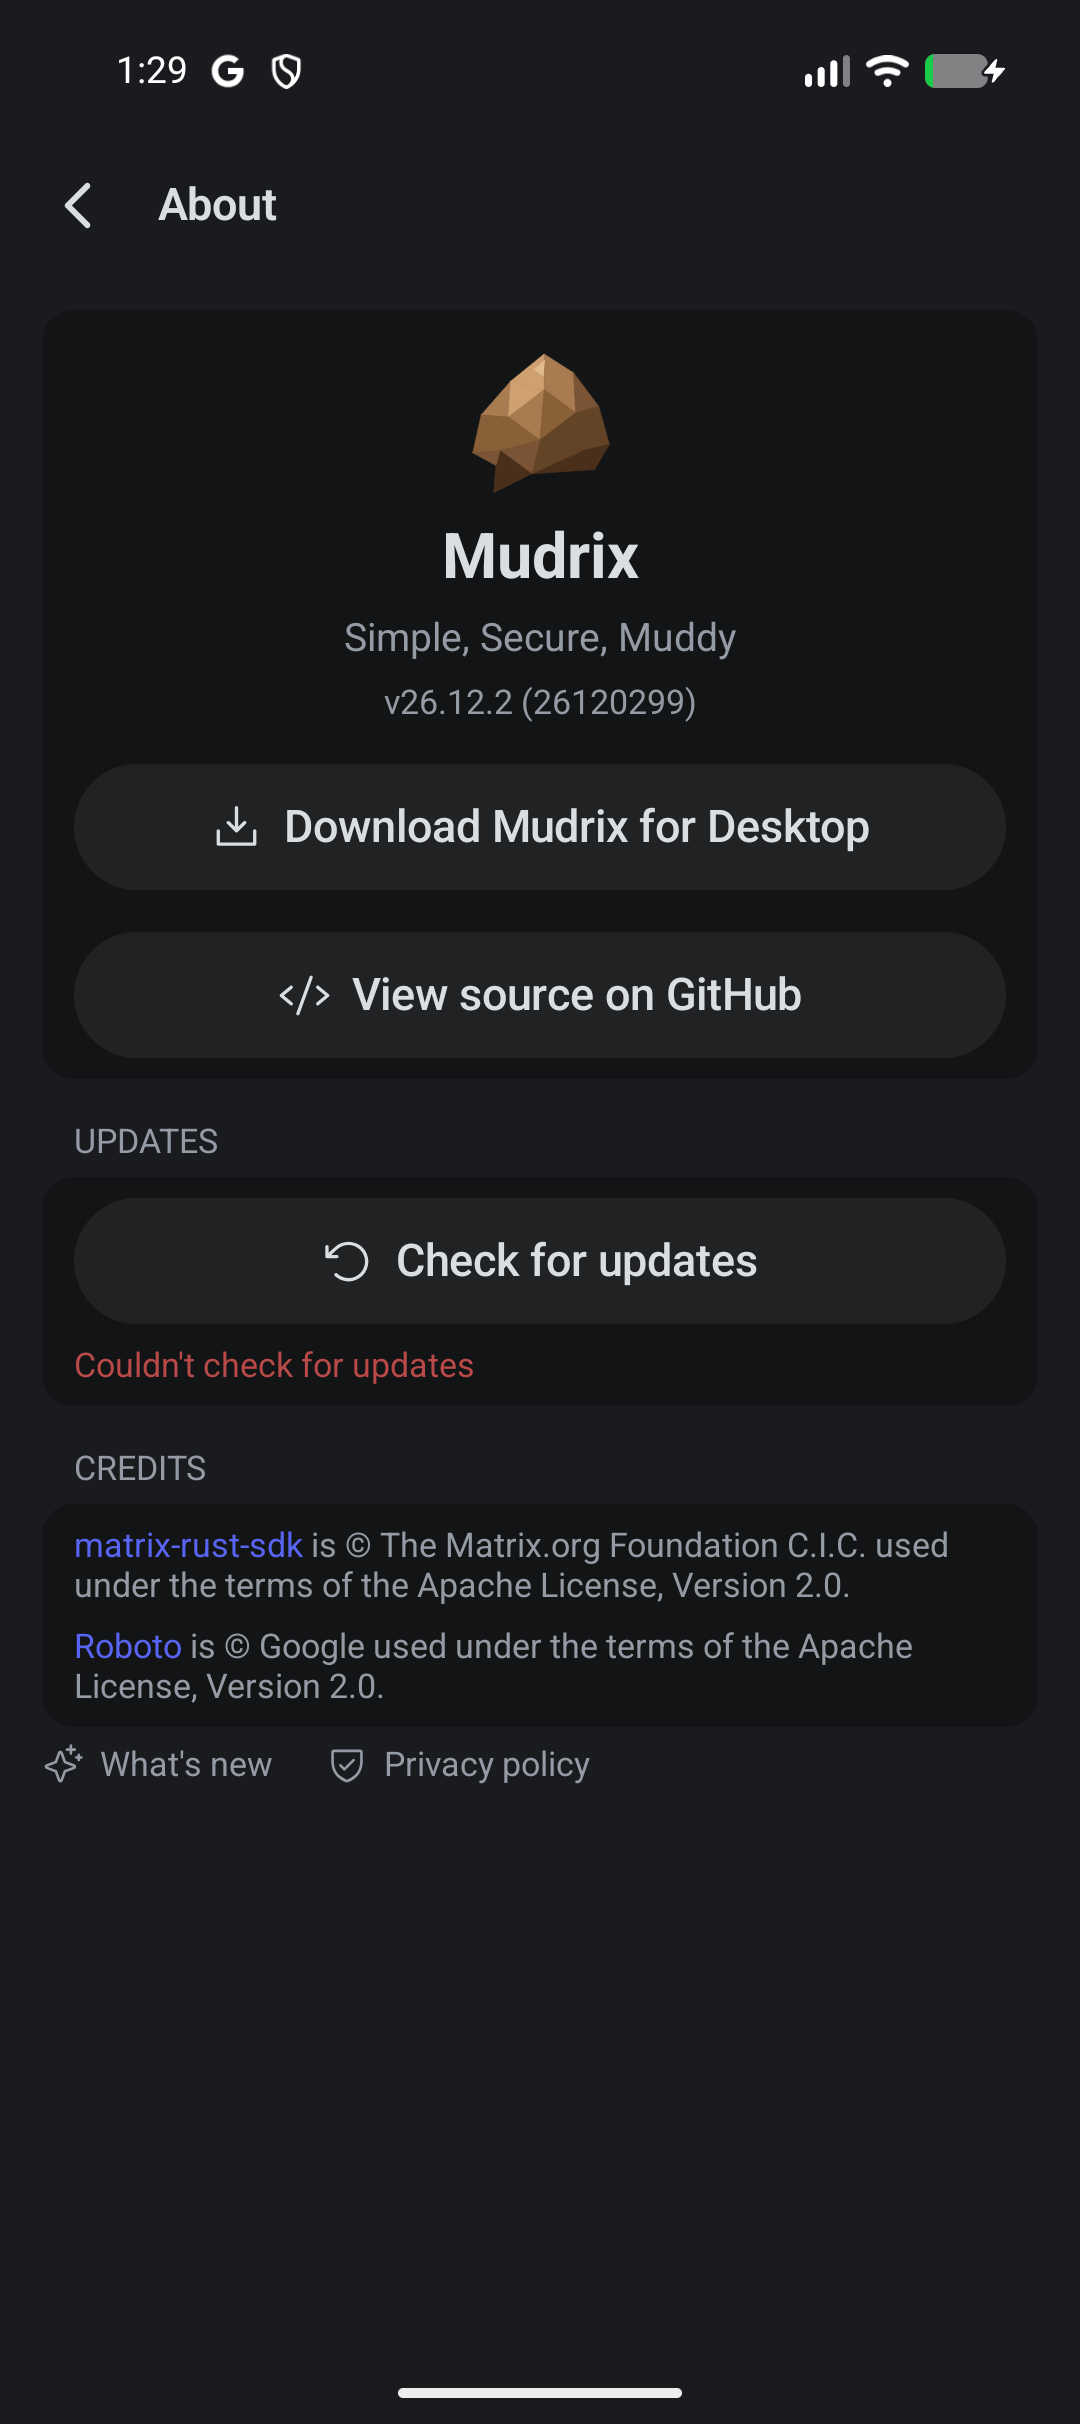 1:29
About
Mudrix
Simple, Secure, Muddy
v26.12.2 (26120299)
Download Mudrix for Desktop
</> View source on GitHub
UPDATES
Check for updates
Couldn't check for updates
CREDITS
matrix-rust-sdk is © The Matrix.org Foundation C.I.C. used
under the terms of the Apache License, Version 2.0.
Roboto is © Google used under the terms of the Apache
License, Version 2.0.
What's new
Privacy policy